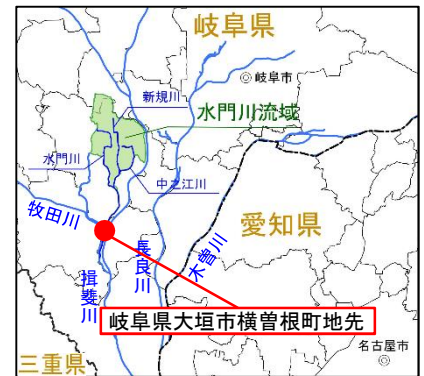 岐阜県
◎岐阜市
新規川
水門川流域
水門川
中之江川
牧田川
愛知県
長良川
木曽川
揖斐川
岐阜県大垣市横曽根町地先
名古屋市
◎
三重県